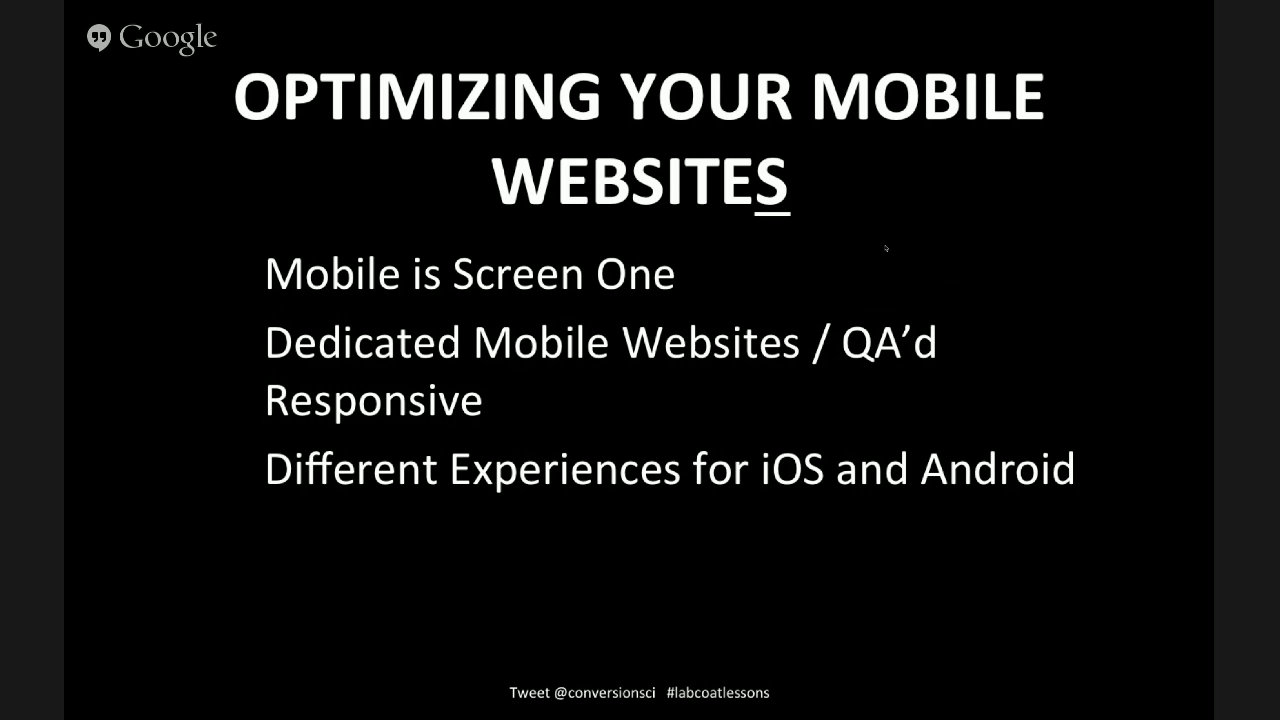 Google
OPTIMIZING YOUR MOBILE
WEBSITES
Mobile is Screen One
Dedicated Mobile Websites / QA’d
Responsive
Different Experiences for iOS and Android
Tweet @conversionsci #labcoatlessons